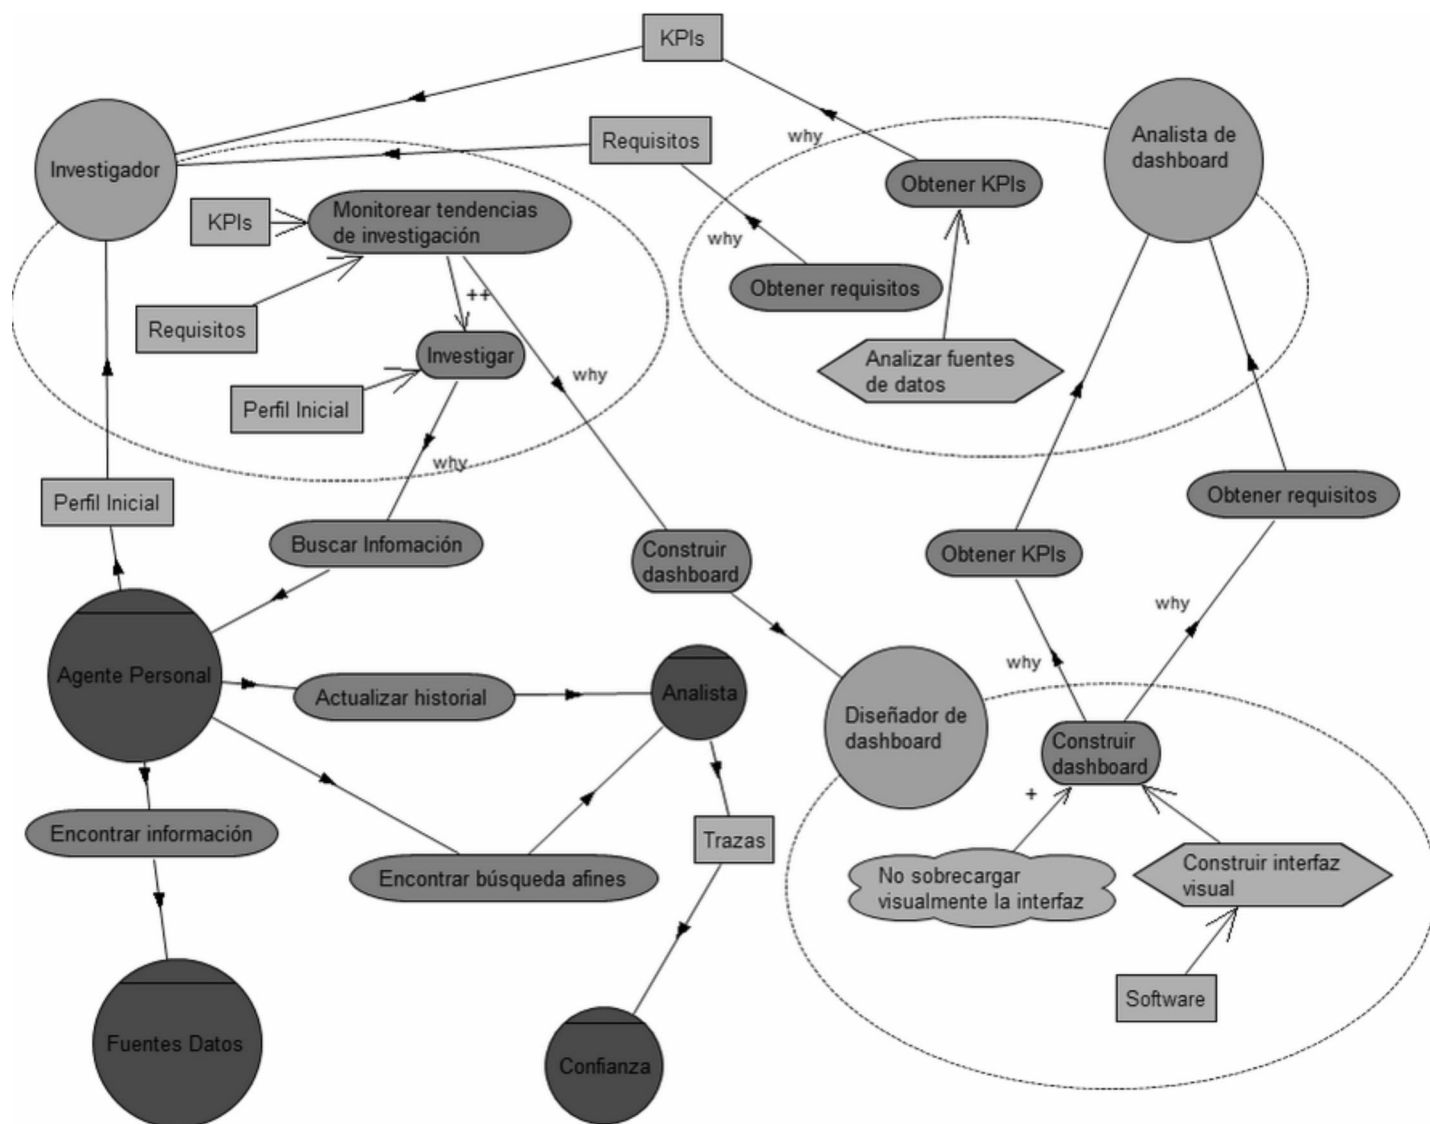 KPIs
Investigador
Requisitos
why
Analista de
dashboard
Obtener KPIs
KPIs
Monitorear tendencias
de investigación
why
Obtener requisitos
++
Requisitos
Investigar
why
Analizar fuentes
de datos
Perfil Inicial
why
Perfil Inicial
Obtener requisitos
Buscar Infomación
Construir
dashboard
Obtener KPIs
why
why
Agente Personal
Actualizar historial
Analista
Diseñador de
dashboard
Construir
dashboard
+
Encontrar información
Trazas
Encontrar búsqueda afines
No sobrecargar
visualmente la interfaz
Construir interfaz
visual
Software
Fuentes Datos
Confianza